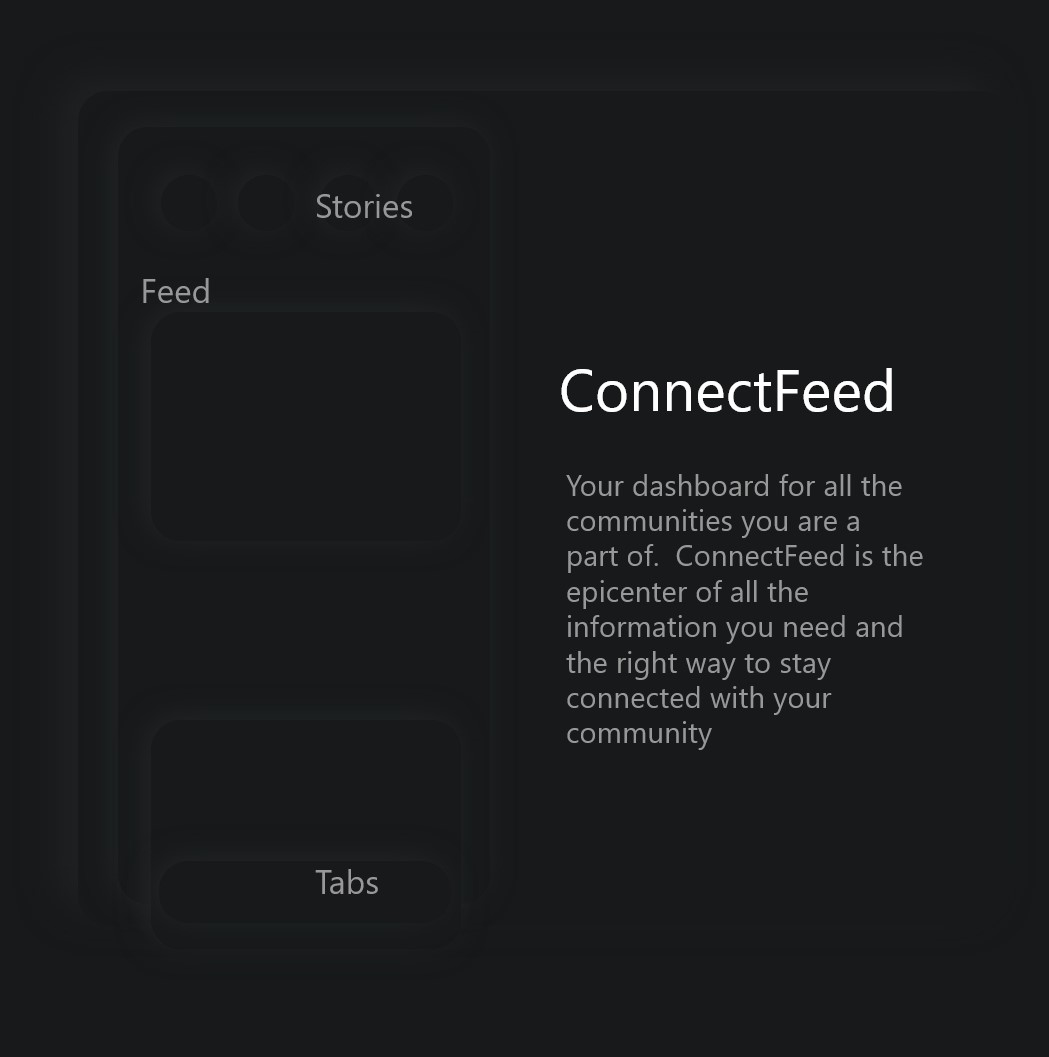 Stories
Feed
ConnectFeed
Your dashboard for all the
communities you are a
part of.  ConnectFeed is the
epicenter of all the
information you need and
the right way to stay
connected with your
community
Tabs